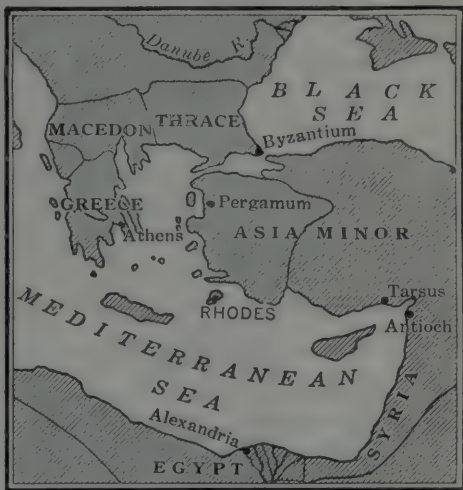 Danube R.
BLACK
SEA
MACEDON
THRACE
Byzantium
GREECE
Pergamum
Athens
ASIA MINOR
RHODES
Tarsus
Antioch
MEDITERRANEAN
SEA
SYRIA
Alexandria
EGYPT